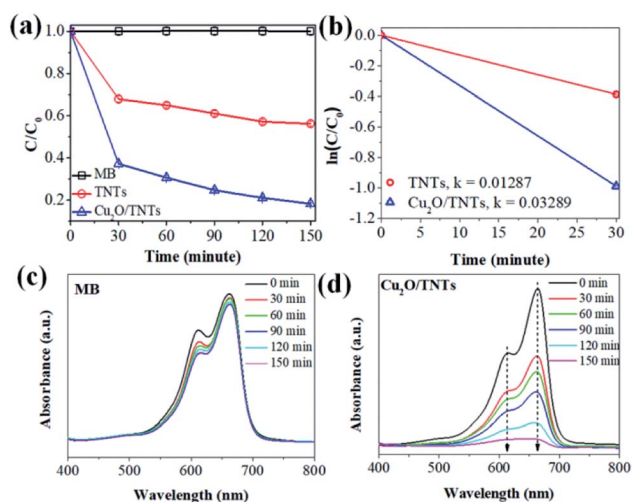 (a)
1.0
0.8
0.6
0.4
0.2
C/C₀
MB
TNTs
Cu₂O/TNTs
0 30 60 90 120 150
Time (minute)
(b)
0.0
-0.2
-0.4
-0.6
-0.8
-1.0
-1.2
ln(C/C₀)
TNTs, k = 0.01287
Cu₂O/TNTs, k = 0.03289
0 5 10 15 20 25 30
Time (minute)
(c)
MB
0 min
30 min
60 min
90 min
120 min
150 min
Absorbance (a.u.)
400 500 600 700 800
Wavelength (nm)
(d)
Cu₂O/TNTs
0 min
30 min
60 min
90 min
120 min
150 min
Absorbance (a.u.)
400 500 600 700 800
Wavelength (nm)